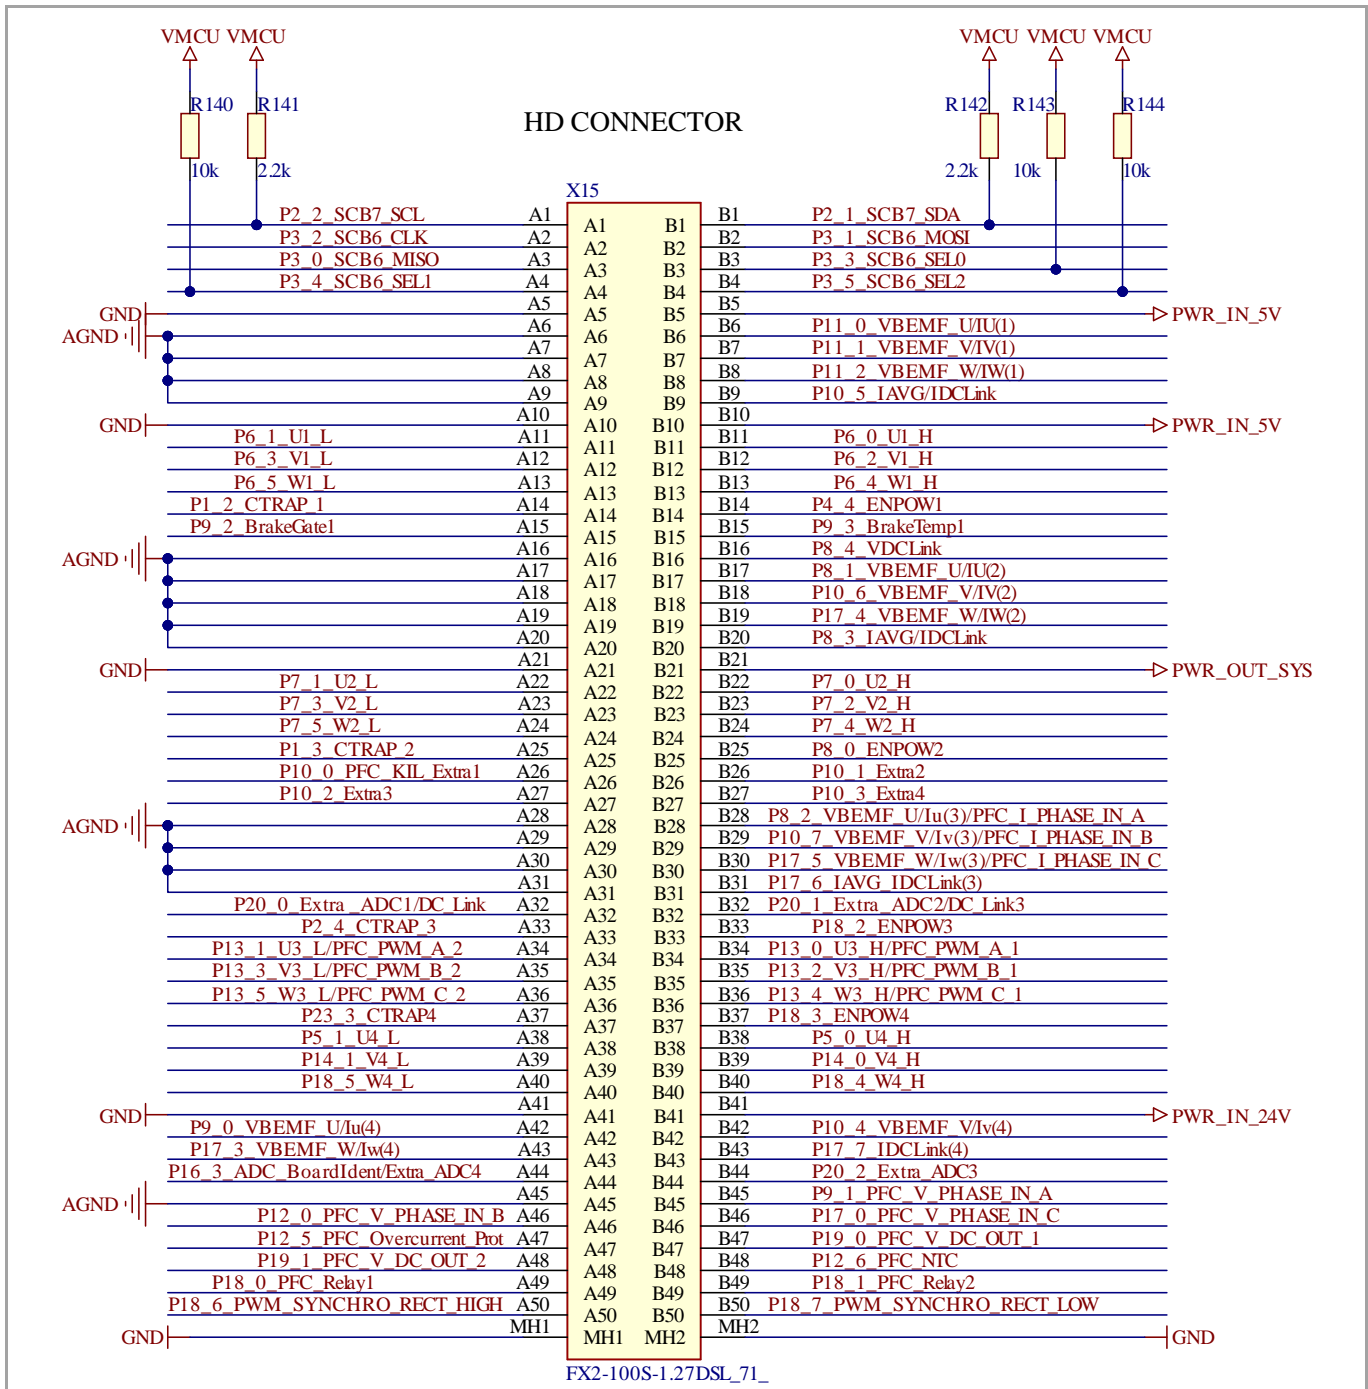 VMCU VMCU VMCU VMCU VMCU
R140 R141 R142 R143 R144
HD CONNECTOR
10k 2.2k 2.2k 10k 10k
X15
P2_2_SCB7_SCL A1 A1 B1 B1 P2_1_SCB7_SDA
P3_2_SCB6_CLK A2 A2 B2 B2 P3_1_SCB6_MOSI
P3_0_SCB6_MISO A3 A3 B3 B3 P3_3_SCB6_SEL0
P3_4_SCB6_SEL1 A4 A4 B4 B4 P3_5_SCB6_SEL2
GND A5 A5 B5 B5 PWR_IN_5V
AGND A6 A6 B6 B6 P11_0_VBEMF_U/IU(1)
A7 A7 B7 B7 P11_1_VBEMF_V/IV(1)
A8 A8 B8 B8 P11_2_VBEMF_W/IW(1)
A9 A9 B9 B9 P10_5_IAVG/IDCLink
GND A10 A10 B10 B10 PWR_IN_5V
P6_1_U1_L A11 A11 B11 B11 P6_0_U1_H
P6_3_V1_L A12 A12 B12 B12 P6_2_V1_H
P6_5_W1_L A13 A13 B13 B13 P6_4_W1_H
P1_2_CTRAP_1 A14 A14 B14 B14 P4_4_ENPOW1
P9_2_BrakeGate1 A15 A15 B15 B15 P9_3_BrakeTemp1
AGND A16 A16 B16 B16 P8_4_VDCLink
A17 A17 B17 B17 P8_1_VBEMF_U/IU(2)
A18 A18 B18 B18 P10_6_VBEMF_V/IV(2)
A19 A19 B19 B19 P17_4_VBEMF_W/IW(2)
A20 A20 B20 B20 P8_3_IAVG/IDCLink
GND A21 A21 B21 B21 PWR_OUT_SYS
P7_1_U2_L A22 A22 B22 B22 P7_0_U2_H
P7_3_V2_L A23 A23 B23 B23 P7_2_V2_H
P7_5_W2_L A24 A24 B24 B24 P7_4_W2_H
P1_3_CTRAP_2 A25 A25 B25 B25 P8_0_ENPOW2
P10_0_PFC_KIL_Extra1 A26 A26 B26 B26 P10_1_Extra2
P10_2_Extra3 A27 A27 B27 B27 P10_3_Extra4
AGND A28 A28 B28 B28 P8_2_VBEMF_U/Iu(3)/PFC_I_PHASE_IN_A
A29 A29 B29 B29 P10_7_VBEMF_V/Iv(3)/PFC_I_PHASE_IN_B
A30 A30 B30 B30 P17_5_VBEMF_W/Iw(3)/PFC_I_PHASE_IN_C
A31 A31 B31 B31 P17_6_IAVG_IDCLink(3)
P20_0_Extra_ADC1/DC_Link A32 A32 B32 B32 P20_1_Extra_ADC2/DC_Link3
P2_4_CTRAP_3 A33 A33 B33 B33 P18_2_ENPOW3
P13_1_U3_L/PFC_PWM_A_2 A34 A34 B34 B34 P13_0_U3_H/PFC_PWM_A_1
P13_3_V3_L/PFC_PWM_B_2 A35 A35 B35 B35 P13_2_V3_H/PFC_PWM_B_1
P13_5_W3_L/PFC_PWM_C_2 A36 A36 B36 B36 P13_4_W3_H/PFC_PWM_C_1
P23_3_CTRAP4 A37 A37 B37 B37 P18_3_ENPOW4
P5_1_U4_L A38 A38 B38 B38 P5_0_U4_H
P14_1_V4_L A39 A39 B39 B39 P14_0_V4_H
P18_5_W4_L A40 A40 B40 B40 P18_4_W4_H
GND A41 A41 B41 B41 PWR_IN_24V
P9_0_VBEMF_U/Iu(4) A42 A42 B42 B42 P10_4_VBEMF_V/Iv(4)
P17_3_VBEMF_W/Iw(4) A43 A43 B43 B43 P17_7_IDCLink(4)
P16_3_ADC_BoardIdent/Extra_ADC4 A44 A44 B44 B44 P20_2_Extra_ADC3
AGND A45 A45 B45 B45 P9_1_PFC_V_PHASE_IN_A
P12_0_PFC_V_PHASE_IN_B A46 A46 B46 B46 P17_0_PFC_V_PHASE_IN_C
P12_5_PFC_Overcurrent_Prot A47 A47 B47 B47 P19_0_PFC_V_DC_OUT_1
P19_1_PFC_V_DC_OUT_2 A48 A48 B48 B48 P12_6_PFC_NTC
P18_0_PFC_Relay1 A49 A49 B49 B49 P18_1_PFC_Relay2
P18_6_PWM_SYNCHRO_RECT_HIGH A50 A50 B50 B50 P18_7_PWM_SYNCHRO_RECT_LOW
GND MH1 MH1 MH2 MH2 GND
FX2-100S-1.27DSL_71_